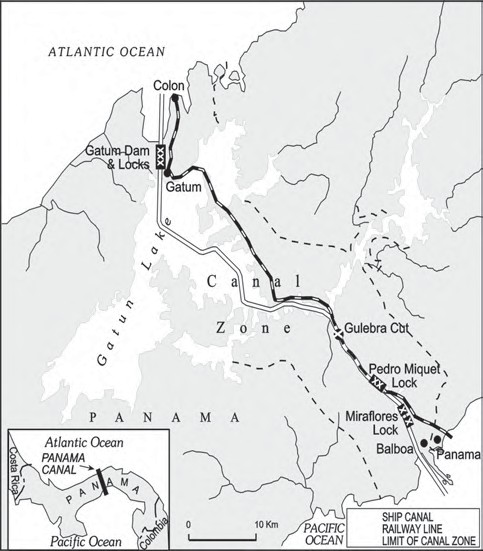 ATLANTIC OCEAN
Colon
Gatum Dam
& Locks
Gatum
Gatun Lake
Canal
Zone
Gulebra Cut
Pedro Miquet
Lock
PANAMA
Miraflores
Lock
Balboa
Panama
Atlantic Ocean
PANAMA
CANAL
Costa Rica
PANAMA
Colombia
Pacific Ocean
0 10 Km
PACIFIC
OCEAN
SHIP CANAL
RAILWAY LINE
LIMIT OF CANAL ZONE